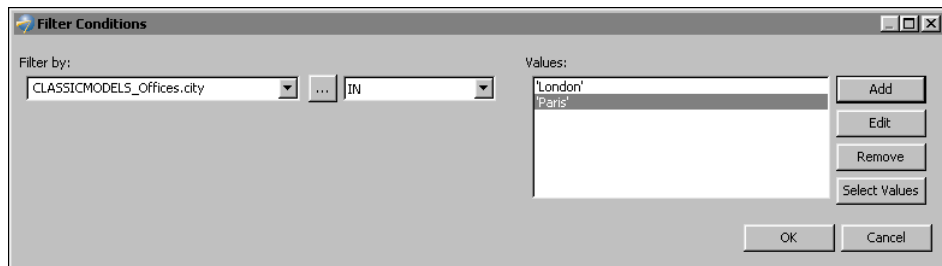 Filter Conditions
Filter by:
CLASSICMODELS_Offices.city
...
IN
Values:
'London'
'Paris'
Add
Edit
Remove
Select Values
OK
Cancel